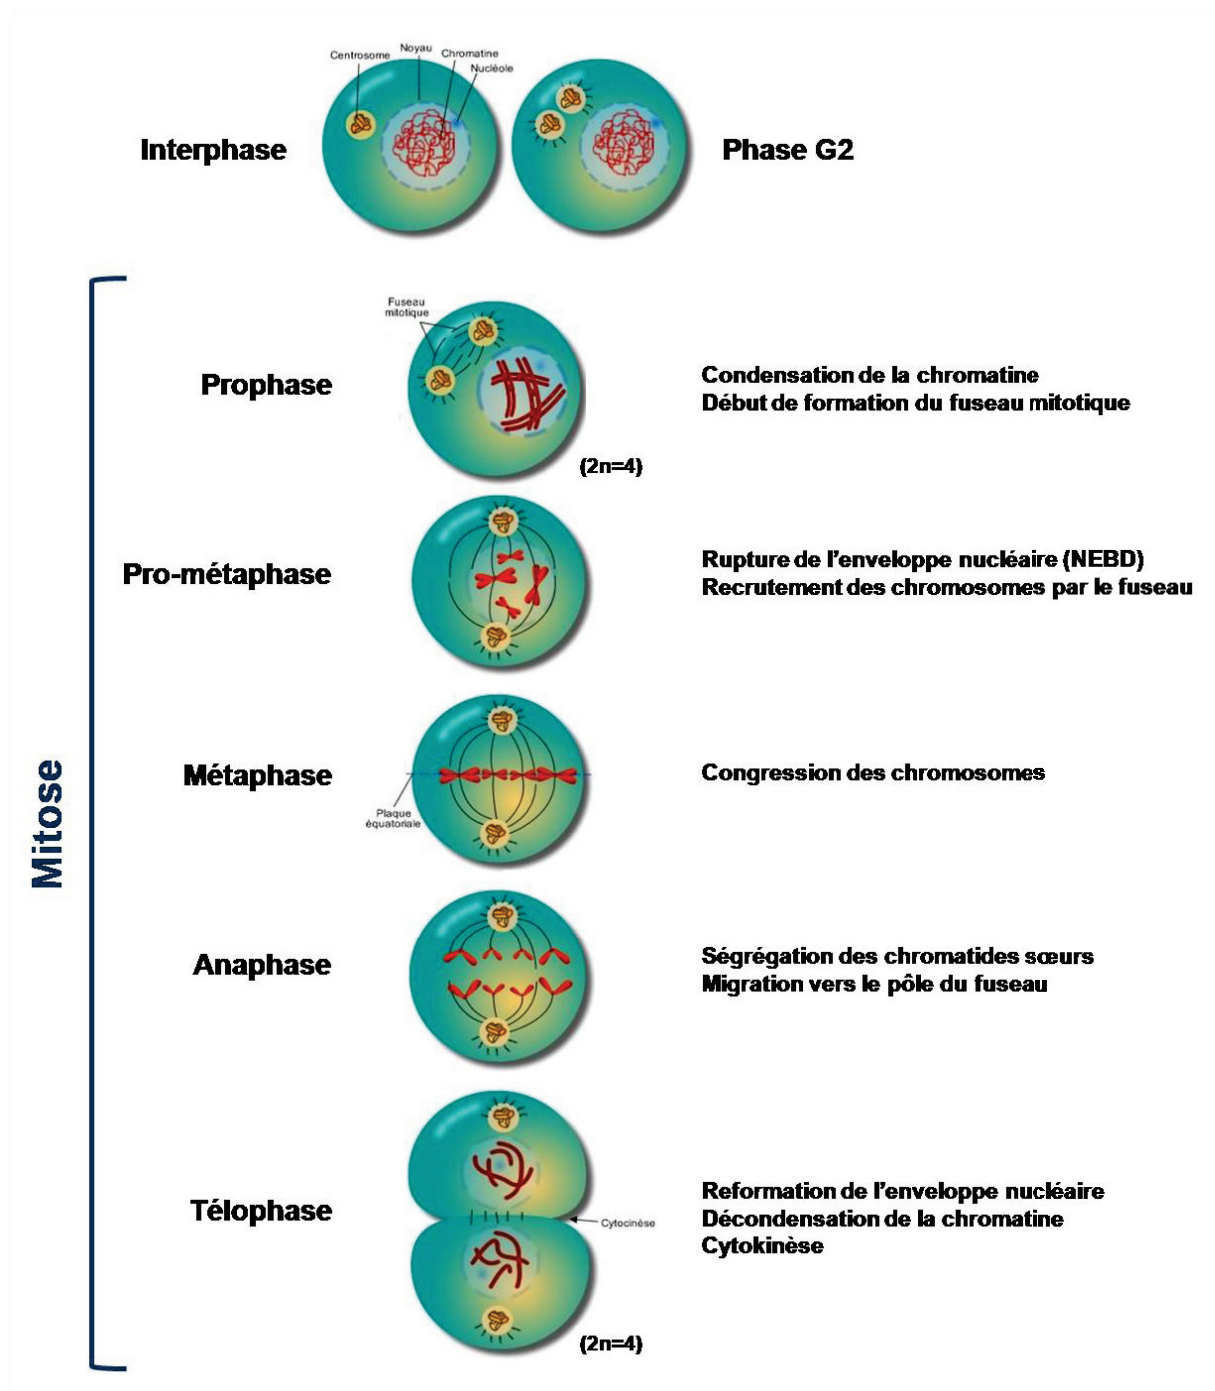 Centrosome
Noyau
Chromatine
Nucléole
Interphase
Phase G2
Mitose
Fuseau
mitotique
Prophase
Condensation de la chromatine
Début de formation du fuseau mitotique
(2n=4)
Pro-métaphase
Rupture de l'enveloppe nucléaire (NEBD)
Recrutement des chromosomes par le fuseau
Métaphase
Plaque
équatoriale
Congression des chromosomes
Anaphase
Ségrégation des chromatides sœurs
Migration vers le pôle du fuseau
Télophase
Cytocinèse
Reformation de l'enveloppe nucléaire
Décondensation de la chromatine
Cytokinèse
(2n=4)